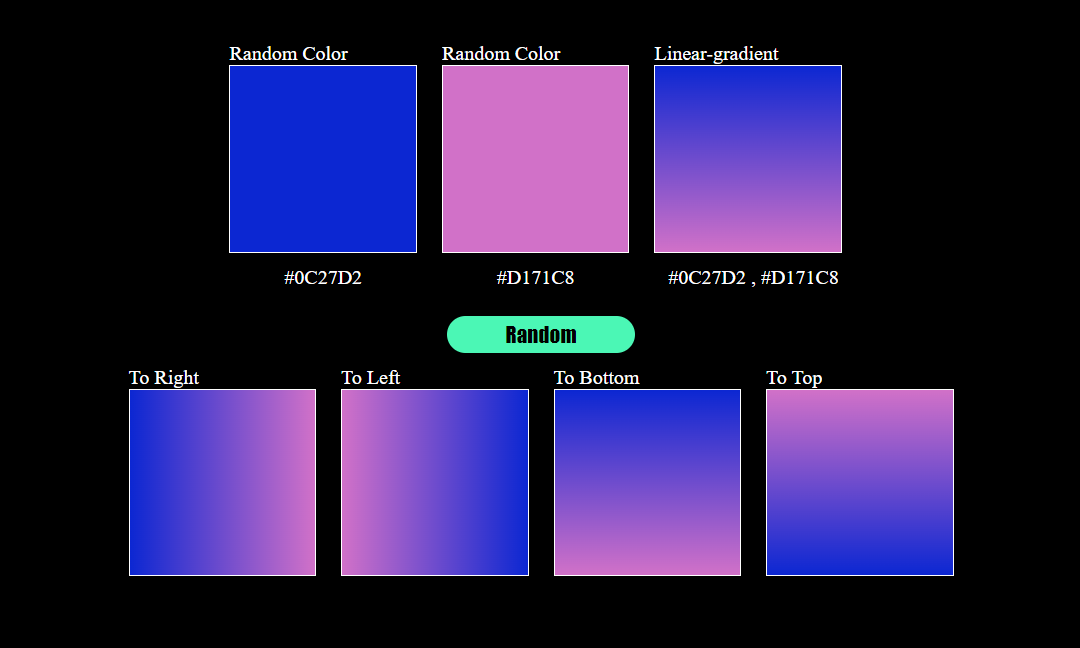 Random Color
Random Color
Linear-gradient
#0C27D2
#D171C8
#0C27D2 , #D171C8
Random
To Right
To Left
To Bottom
To Top